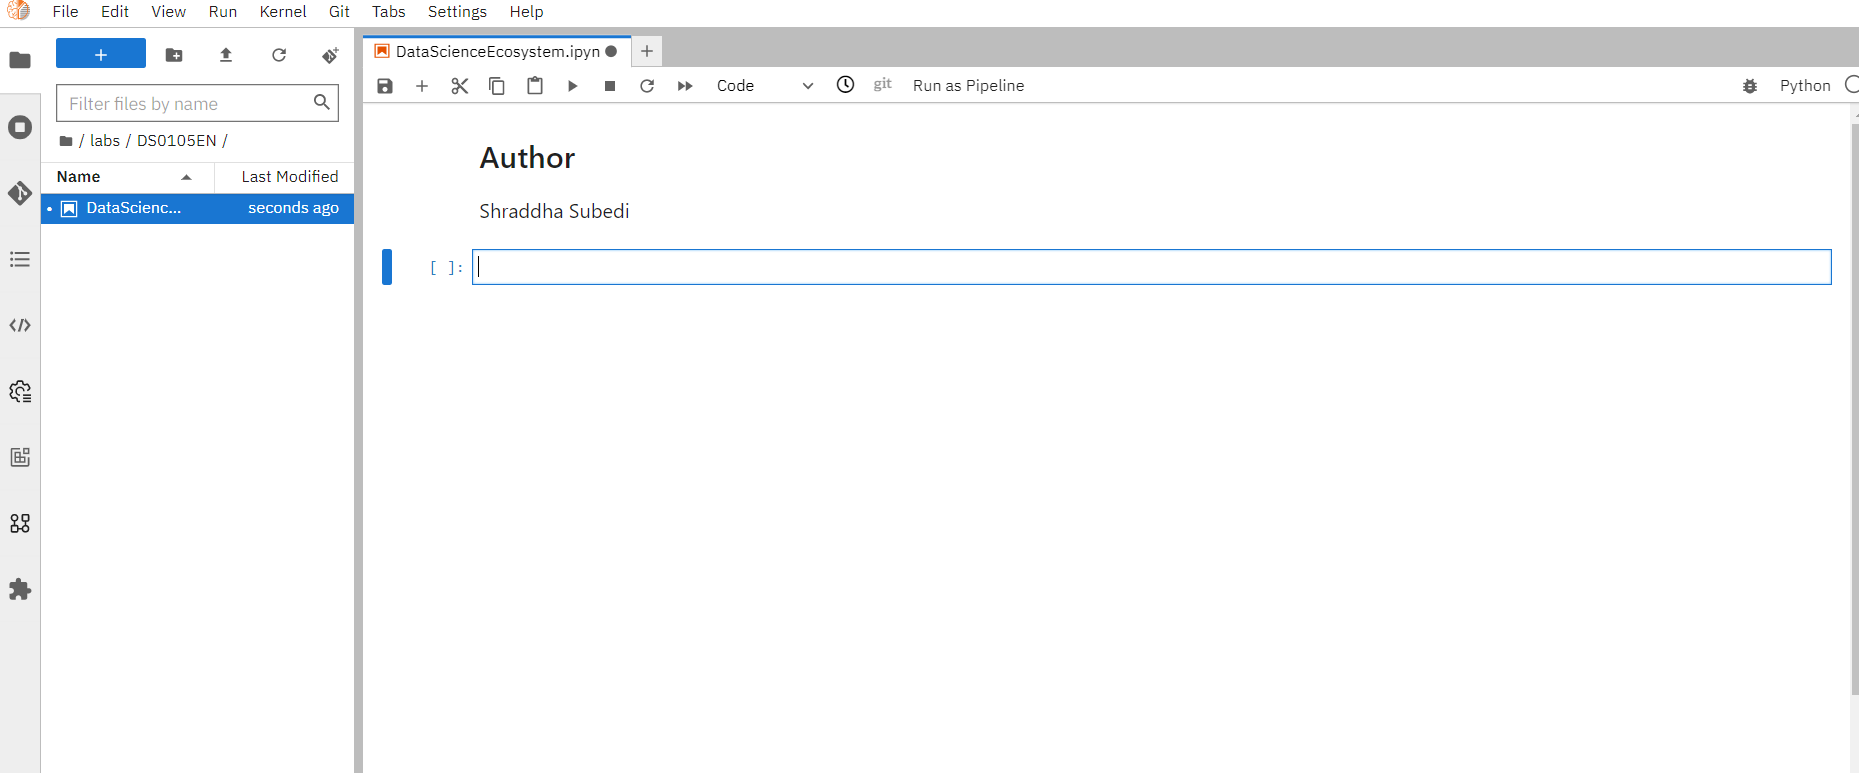 File Edit View Run Kernel Git Tabs Settings Help
Filter files by name
/ labs / DS0105EN /
Name Last Modified
DataScienc... seconds ago
DataScienceEcosystem.ipyn
Code git Run as Pipeline Python
Author
Shraddha Subedi
[ ]: